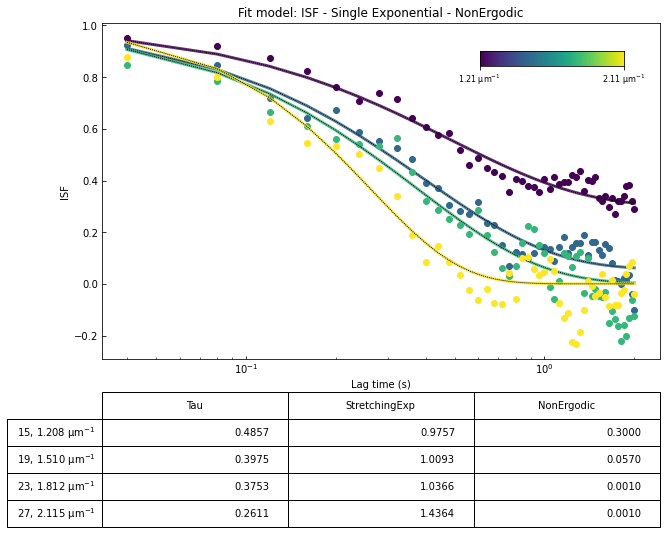 Fit model: ISF - Single Exponential - NonErgodic
1.0
0.8
0.6
0.4
0.2
0.0
−0.2
ISF
1.21 μm⁻¹ 2.11 μm⁻¹
10⁻¹ 10⁰
Lag time (s)
Tau StretchingExp NonErgodic
15, 1.208 μm⁻¹ 0.4857 0.9757 0.3000
19, 1.510 μm⁻¹ 0.3975 1.0093 0.0570
23, 1.812 μm⁻¹ 0.3753 1.0366 0.0010
27, 2.115 μm⁻¹ 0.2611 1.4364 0.0010